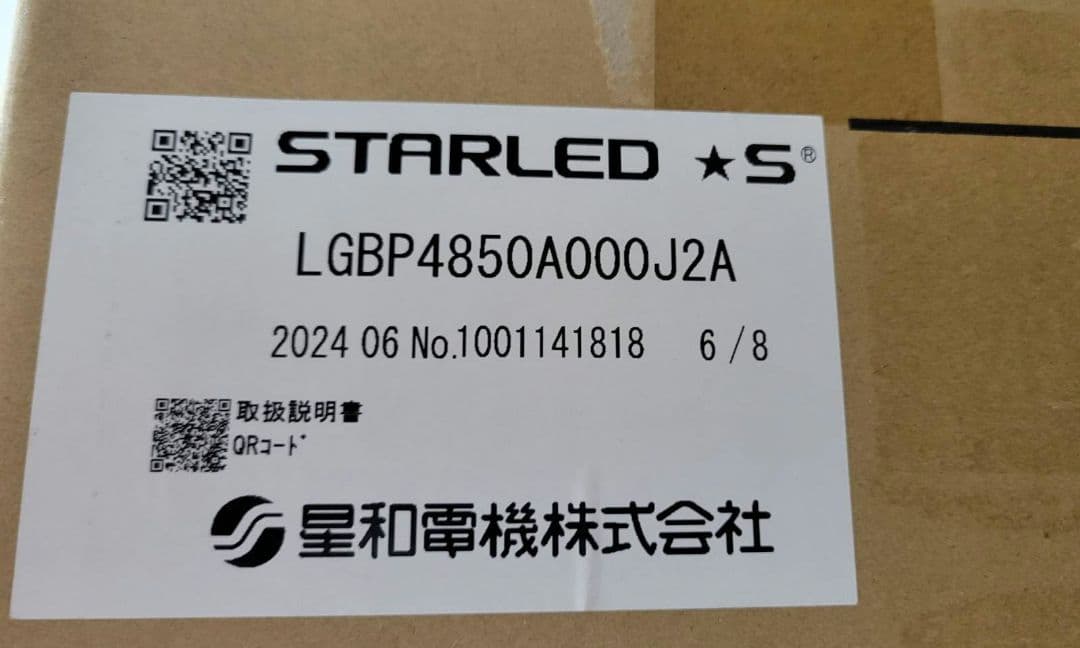 STARLED ★S®
LGBP4850A000J2A
2024 06 No.1001141818 6/8
取扱説明書
QRコード
星和電機株式会社